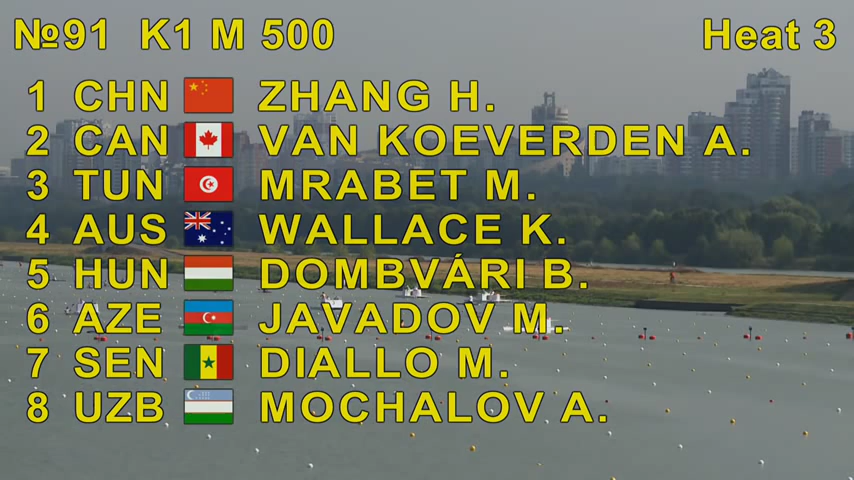 №91 K1 M 500 Heat 3
1 CHN ZHANG H.
2 CAN VAN KOEVERDEN A.
3 TUN MRABET M.
4 AUS WALLACE K.
5 HUN DOMBVÁRI B.
6 AZE JAVADOV M.
7 SEN DIALLO M.
8 UZB MOCHALOV A.